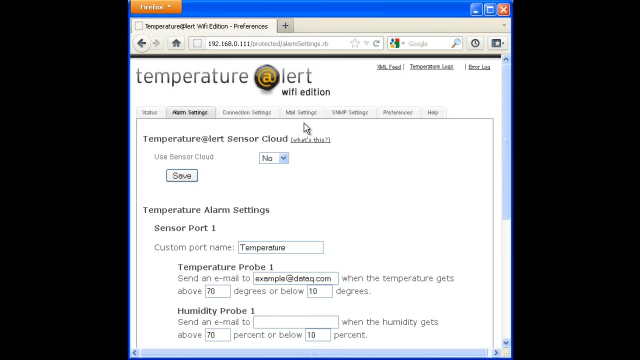 Firefox
Temperature@lert Wifi Edition - Preferences
192.168.0.111/protected/alarmSettings.rb
Google
XML Feed | Temperature Logs | Error Log
temperature @lert
wifi edition
Status Alarm Settings Connection Settings Mail Settings SNMP Settings Preferences Help
Temperature@lert Sensor Cloud (what's this?)
Use Sensor Cloud No
Save
Temperature Alarm Settings
Sensor Port 1
Custom port name: Temperature
Temperature Probe 1
Send an e-mail to example@dataq.com when the temperature gets
above 70 degrees or below 10 degrees.
Humidity Probe 1
Send an e-mail to when the humidity gets
above 70 percent or below 10 percent.